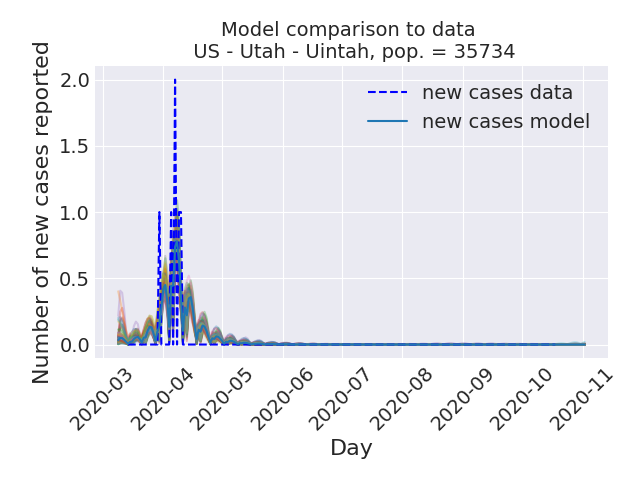 Model comparison to data
US - Utah - Uintah, pop. = 35734
Number of new cases reported
2.0
1.5
1.0
0.5
0.0
new cases data
new cases model
2020-03
2020-04
2020-05
2020-06
2020-07
2020-08
2020-09
2020-10
2020-11
Day